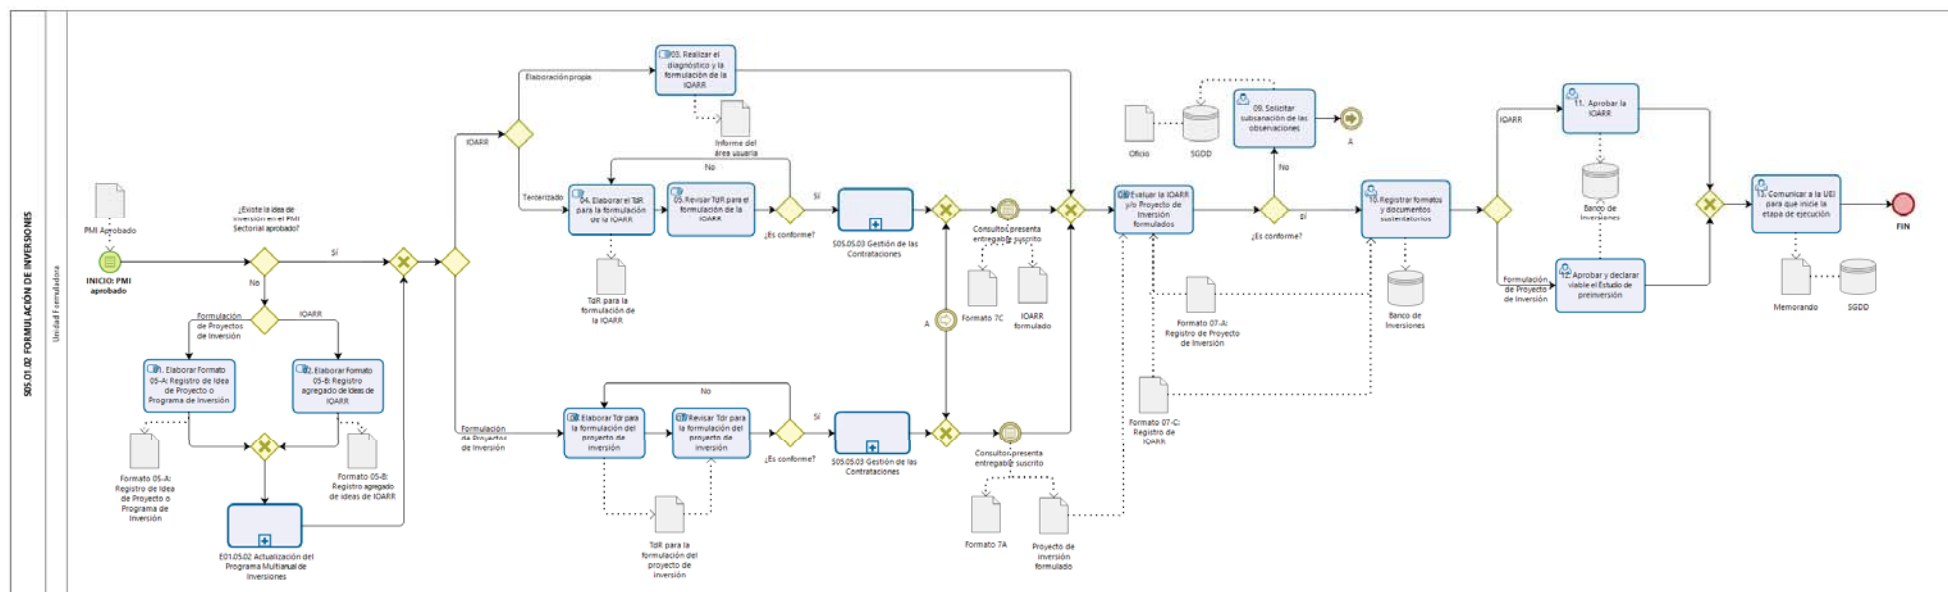 S05.01.02 FORMULACIÓN DE INVERSIONES
Unidad Formuladora
PMI Aprobado
INICIO: PMI
aprobado
¿Existe la idea de
inversión en el PMI
Sectorial aprobado?
Sí
No
Formulación
de Proyectos
de Inversión
IOARR
01. Elaborar Formato
05-A: Registro de Idea
de Proyecto o
Programa de Inversión
02. Elaborar Formato
05-B: Registro
agregado de Ideas de
IOARR
Formato 05-A:
Registro de Idea
de Proyecto o
Programa de
Inversión
Formato 05-B:
Registro agregado
de ideas de IOARR
E01.05.02 Actualización del
Programa Multianual de
Inversiones
IOARR
Elaboración propia
03. Realizar el
diagnóstico y la
formulación de la
IOARR
Informe del
área usuaria
No
Tercerizado
04. Elaborar el TdR
para la formulación
de la IOARR
05. Revisar TdR para el
formulación de la
IOARR
Sí
¿Es conforme?
TdR para la
formulación de
la IOARR
S05.05.03 Gestión de las
Contrataciones
Consultor presenta
entregable suscrito
Formato 7C
IOARR
formulado
A
Formulación
de Proyectos
de Inversión
No
Elaborar Tdr para
la formulación del
proyecto de
inversión
Revisar Tdr para
la formulación del
proyecto de
inversión
Sí
¿Es conforme?
TdR para la
formulación del
proyecto de
inversión
S05.05.03 Gestión de las
Contrataciones
Consultor presenta
entregable suscrito
Formato 7A
Proyecto de
inversión
formulado
Evaluar la IOARR
y/o Proyecto de
Inversión
formulados
Oficio
SGDD
09. Solicitar
subsanación de las
observaciones
A
No
sí
¿Es conforme?
Formato 07-A:
Registro de Proyecto
de Inversión
Formato 07-C:
Registro de
IOARR
10. Registrar formatos
y documentos
sustentatorios
Banco de
Inversiones
IOARR
Formulación
de Proyecto
de Inversión
11. Aprobar la
IOARR
Banco de
Inversiones
12. Aprobar y declarar
viable el Estudio de
preinversión
13. Comunicar a la UEI
para que inicie la
etapa de ejecución
Memorando
SGDD
FIN